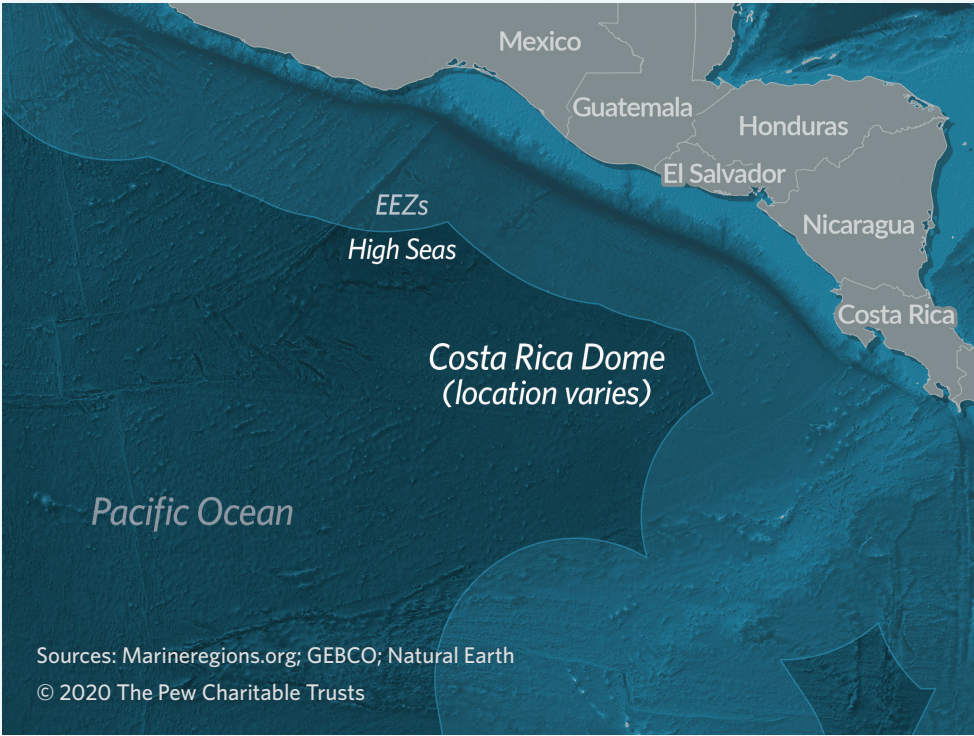 Mexico
Guatemala
Honduras
El Salvador
EEZs
Nicaragua
High Seas
Costa Rica
Costa Rica Dome
(location varies)
Pacific Ocean
Sources: Marineregions.org; GEBCO; Natural Earth
© 2020 The Pew Charitable Trusts